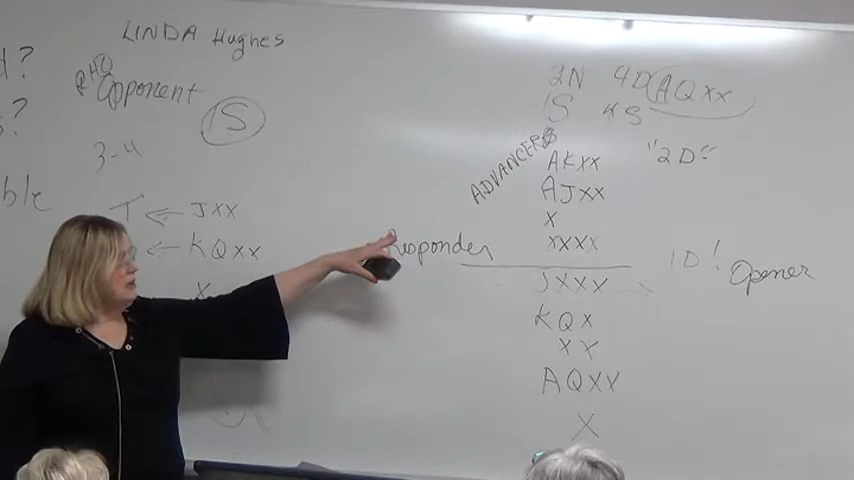 LINDA Hughes
RHO
Opponent
1S
3-4
JXX
KQXX
X
Responder
2N 4D AQXX
1S 4S
ADVANCER
AKXX
AJXX
X
XXXX
"2D"
1D!
Opener
JXXX
KQX
XX
AQXX
X